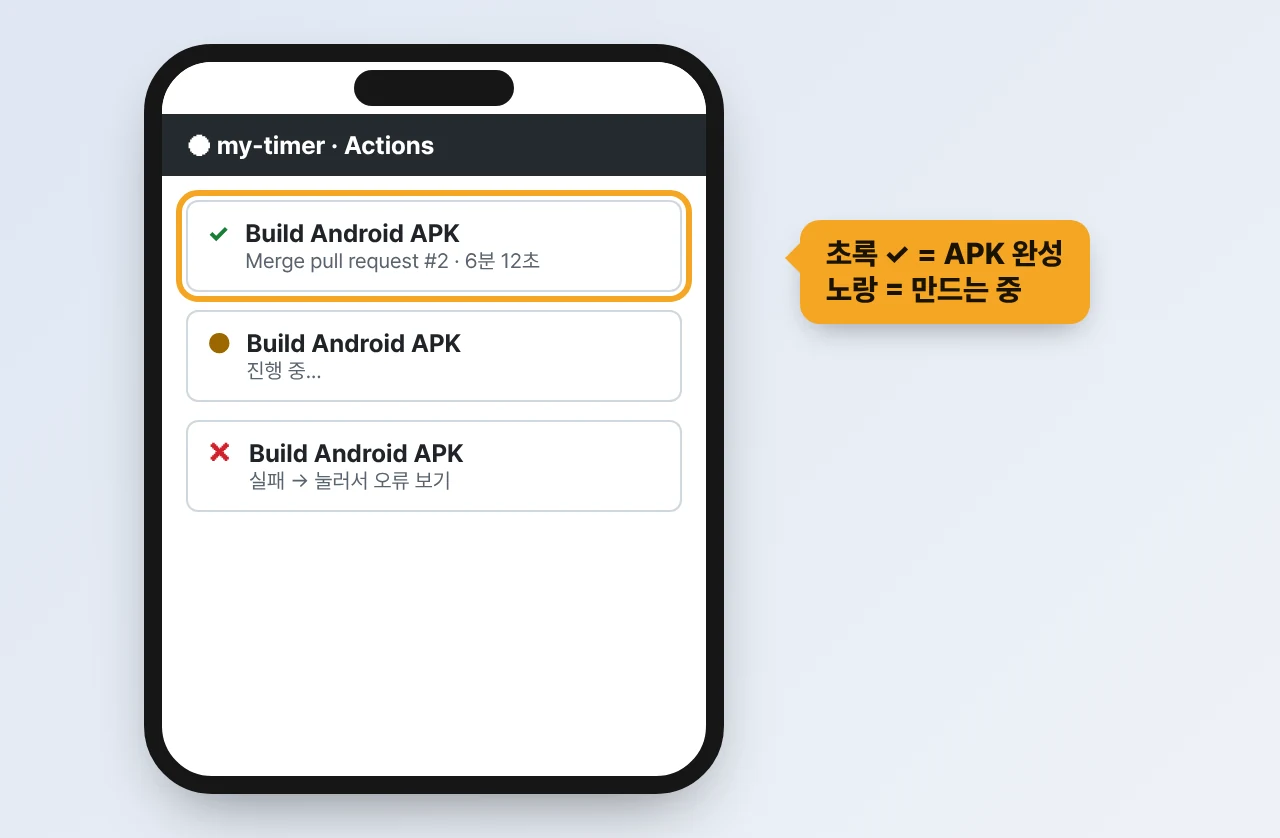 my-timer · Actions
✓ Build Android APK
Merge pull request #2 · 6분 12초
Build Android APK
진행 중...
✕ Build Android APK
실패 → 눌러서 오류 보기
초록 ✓ = APK 완성
노랑 = 만드는 중